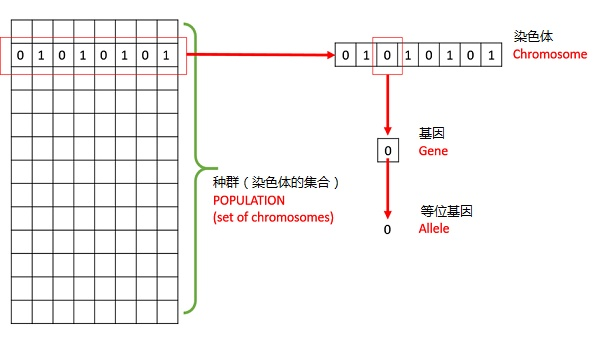 0 1 0 1 0 1 0 1
0 1 0 1 0 1 0 1
染色体
Chromosome
基因
Gene
0
种群（染色体的集合）
POPULATION
(set of chromosomes)
等位基因
Allele
0